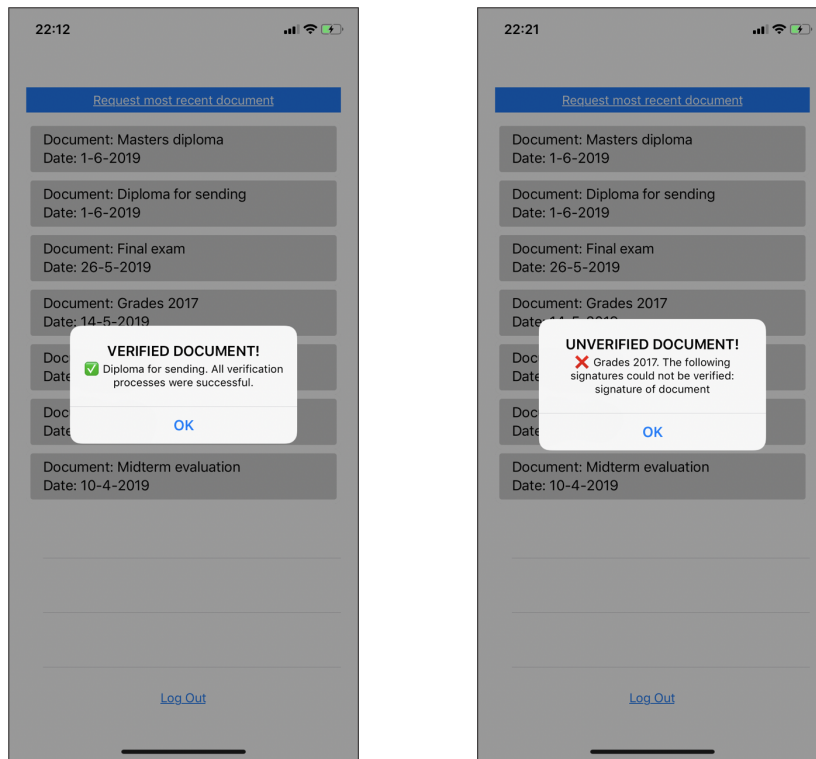 22:12
Request most recent document
Document: Masters diploma
Date: 1-6-2019
Document: Diploma for sending
Date: 1-6-2019
Document: Final exam
Date: 26-5-2019
Document: Grades 2017
Date: 14-5-2019
Doc
Date
VERIFIED DOCUMENT!
✅ Diploma for sending. All verification
processes were successful.
OK
Doc
Date
Document: Midterm evaluation
Date: 10-4-2019
Log Out
22:21
Request most recent document
Document: Masters diploma
Date: 1-6-2019
Document: Diploma for sending
Date: 1-6-2019
Document: Final exam
Date: 26-5-2019
Document: Grades 2017
Date:
Doc
Date
UNVERIFIED DOCUMENT!
❌ Grades 2017. The following
signatures could not be verified:
signature of document
OK
Doc
Date
Document: Midterm evaluation
Date: 10-4-2019
Log Out